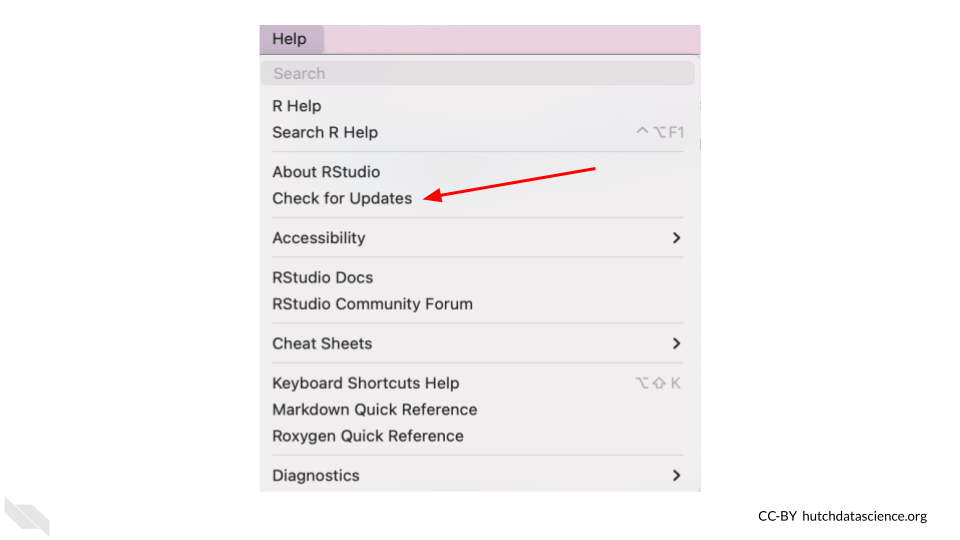 Help
Search
R Help
Search R Help ^⌥F1
About RStudio
Check for Updates
Accessibility
RStudio Docs
RStudio Community Forum
Cheat Sheets
Keyboard Shortcuts Help ⌥⇧K
Markdown Quick Reference
Roxygen Quick Reference
Diagnostics
CC-BY hutchdatascience.org